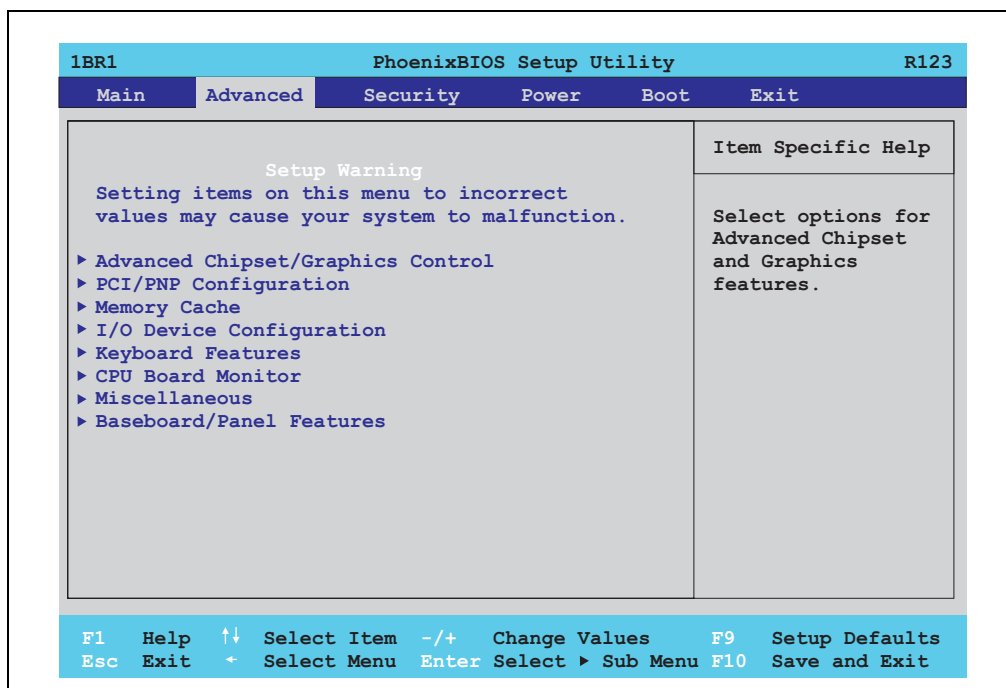 1BR1 PhoenixBIOS Setup Utility R123
Main Advanced Security Power Boot Exit
Setup Warning
Setting items on this menu to incorrect
values may cause your system to malfunction.
▶ Advanced Chipset/Graphics Control
▶ PCI/PNP Configuration
▶ Memory Cache
▶ I/O Device Configuration
▶ Keyboard Features
▶ CPU Board Monitor
▶ Miscellaneous
▶ Baseboard/Panel Features
Item Specific Help
Select options for
Advanced Chipset
and Graphics
features.
F1 Help ↑↓ Select Item -/+ Change Values F9 Setup Defaults
Esc Exit ← Select Menu Enter Select ▶ Sub Menu F10 Save and Exit